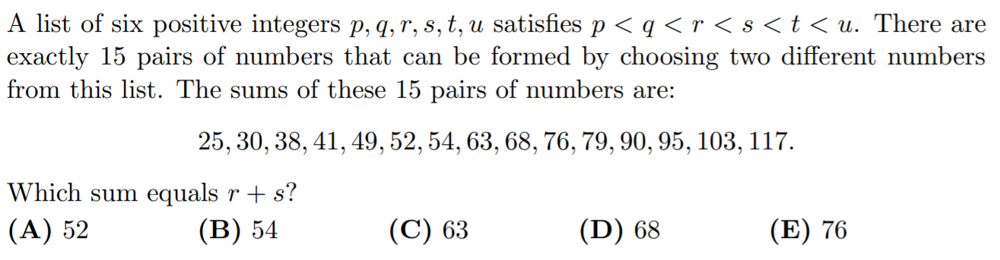 A list of six positive integers p, q, r, s, t, u satisfies p < q < r < s < t < u. There are
exactly 15 pairs of numbers that can be formed by choosing two different numbers
from this list. The sums of these 15 pairs of numbers are:
25, 30, 38, 41, 49, 52, 54, 63, 68, 76, 79, 90, 95, 103, 117.
Which sum equals r + s?
(A) 52 (B) 54 (C) 63 (D) 68 (E) 76